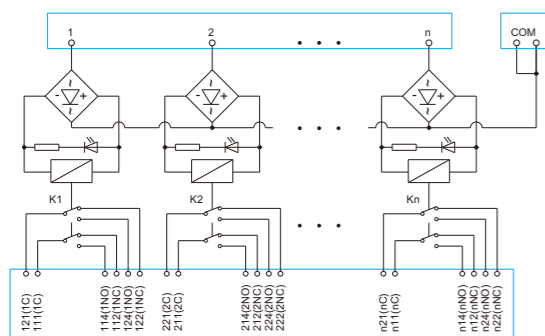 1 2 • • • n COM
~ ~ ~
- + - + - +
~ ~ ~
• • •
K1 K2 • • • Kn
121(1C)
111(1C)
114(1NO)
112(1NC)
124(1NO)
122(1NC)
221(2C)
211(2C)
214(2NO)
212(2NC)
224(2NO)
222(2NC)
n21(nC)
n11(nC)
n14(nNO)
n12(nNC)
n24(nNO)
n22(nNC)